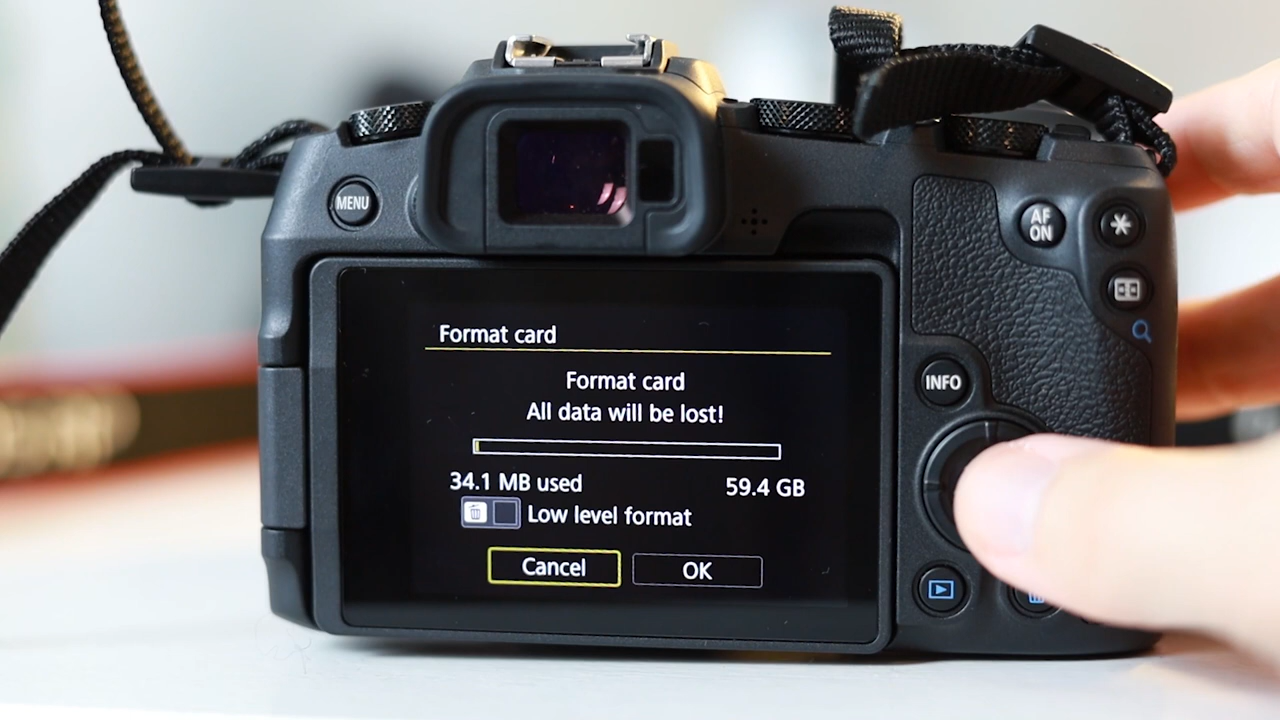 MENU
AF
ON
Format card
Format card
All data will be lost!
34.1 MB used
59.4 GB
Low level format
Cancel
OK
INFO